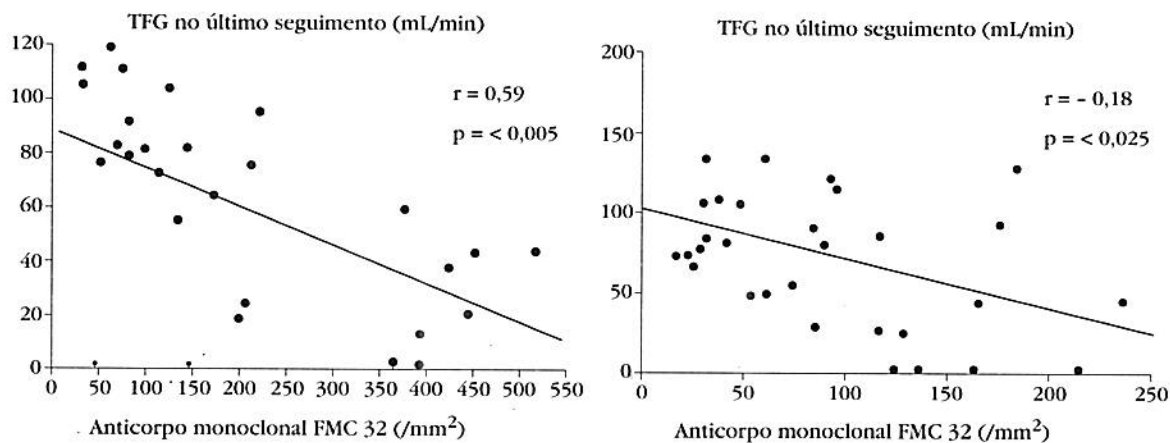 TFG no último seguimento (mL/min)
120
100
80
60
40
20
0
r = 0,59
p = < 0,005
50 100 150 200 250 300 350 400 450 500 550
Anticorpo monoclonal FMC 32 (/mm²)
TFG no último seguimento (mL/min)
200
150
100
50
0
r = - 0,18
p = < 0,025
0 50 100 150 200 250
Anticorpo monoclonal FMC 32 (/mm²)